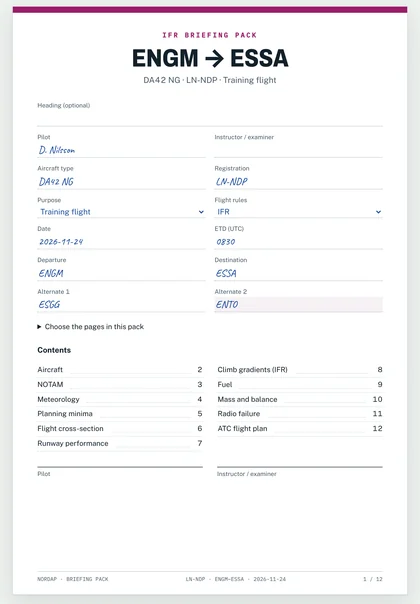 IFR BRIEFING PACK
ENGM → ESSA
DA42 NG · LN-NDP · Training flight
Heading (optional)
Pilot
D. Nilsson
Instructor / examiner
Aircraft type
DA42 NG
Registration
LN-NDP
Purpose
Training flight
Flight rules
IFR
Date
2026-11-24
ETD (UTC)
0830
Departure
ENGM
Destination
ESSA
Alternate 1
ESGG
Alternate 2
ENTO
▶ Choose the pages in this pack
Contents
Aircraft 2
NOTAM 3
Meteorology 4
Planning minima 5
Flight cross-section 6
Runway performance 7
Climb gradients (IFR) 8
Fuel 9
Mass and balance 10
Radio failure 11
ATC flight plan 12
Pilot
Instructor / examiner
NORDAP · BRIEFING PACK
LN-NDP · ENGM–ESSA · 2026-11-24
1 / 12